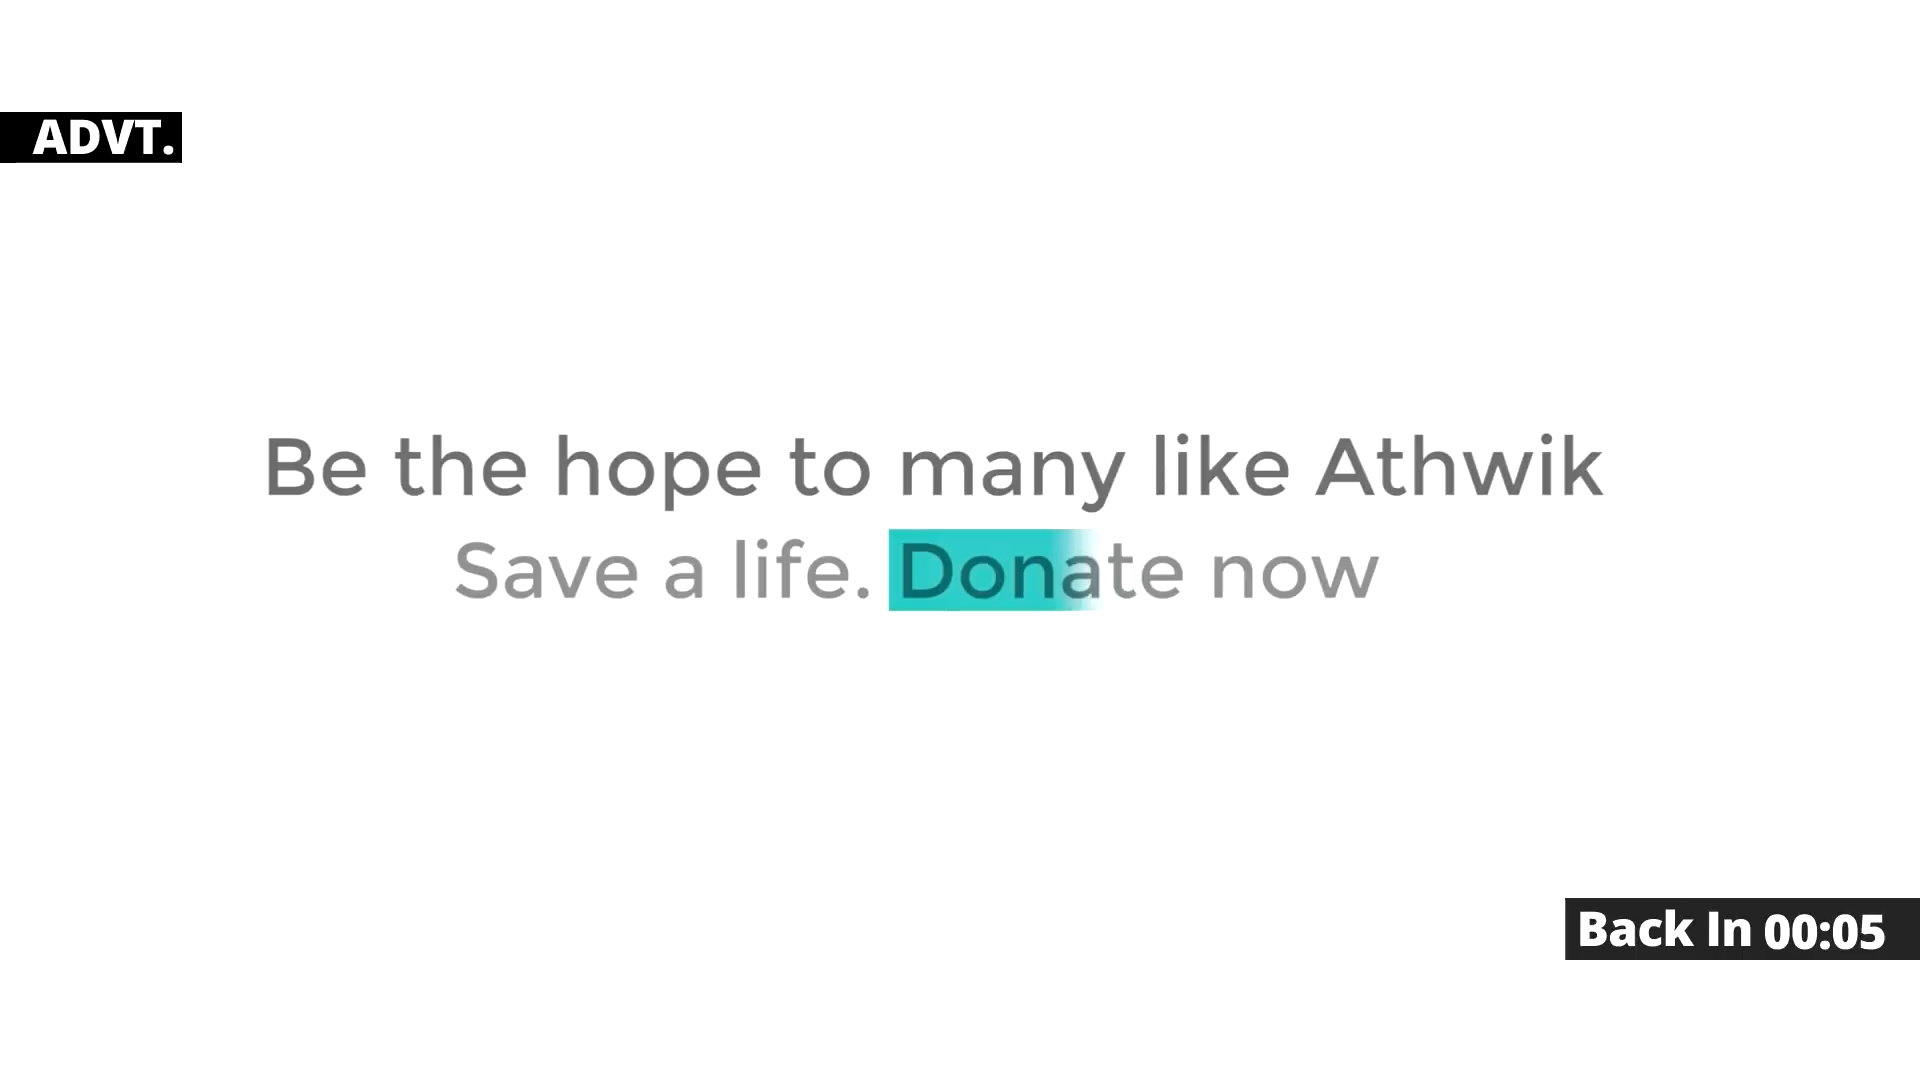 ADVT.
Be the hope to many like Athwik
Save a life. Donate now
Back In 00:05